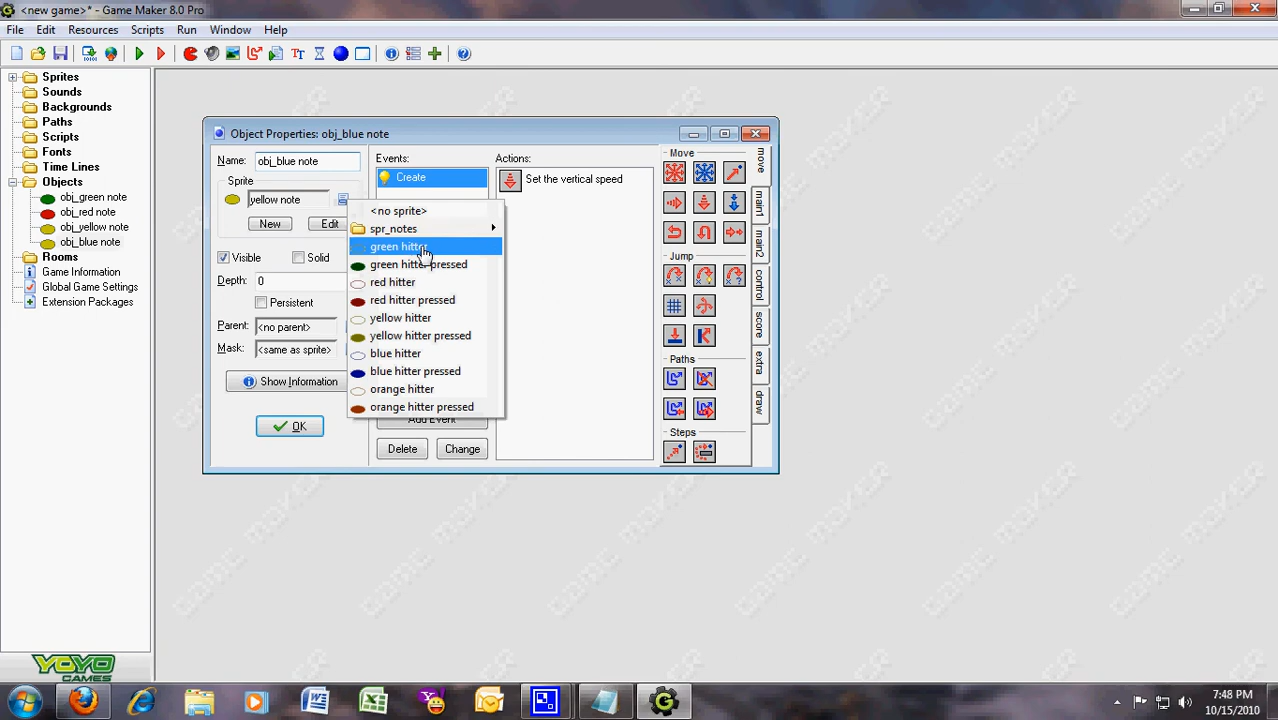 <new game>* - Game Maker 8.0 Pro
File Edit Resources Scripts Run Window Help
Sprites
Sounds
Backgrounds
Paths
Scripts
Fonts
Time Lines
Objects
obj_green note
obj_red note
obj_yellow note
obj_blue note
Rooms
Game Information
Global Game Settings
Extension Packages
Object Properties: obj_blue note
Name: obj_blue note
Sprite
yellow note
New Edit
Visible Solid
Depth: 0
Persistent
Parent: <no parent>
Mask: <same as sprite>
Show Information
OK
Events:
Create
<no sprite>
spr_notes
green hitter
green hitter pressed
red hitter
red hitter pressed
yellow hitter
yellow hitter pressed
blue hitter
blue hitter pressed
orange hitter
orange hitter pressed
Add Event
Delete Change
Actions:
Set the vertical speed
Move
Jump
Paths
Steps
move
main1
main2
control
score
extra
draw
YOYO
GAMES
7:48 PM
10/15/2010